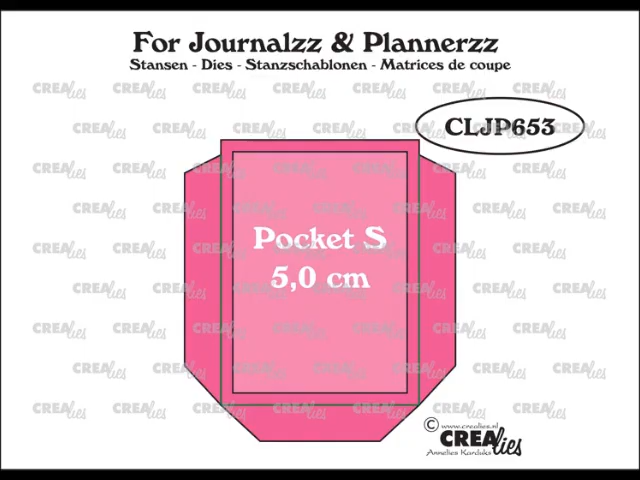 For Journalzz & Plannerzz
Stansen - Dies - Stanzschablonen - Matrices de coupe
CLJP653
Pocket S
5,0 cm
© www.crealies.nl
CREAlies
Annelies Karduks